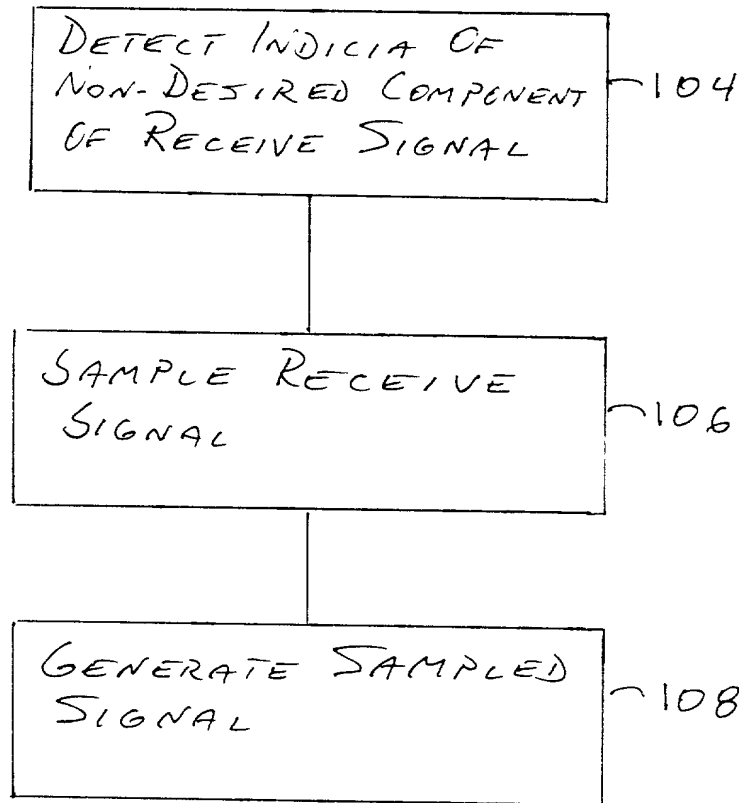 DETECT INDICIA OF
NON-DESIRED COMPONENT
OF RECEIVE SIGNAL
104
SAMPLE RECEIVE
SIGNAL
106
GENERATE SAMPLED
SIGNAL
108